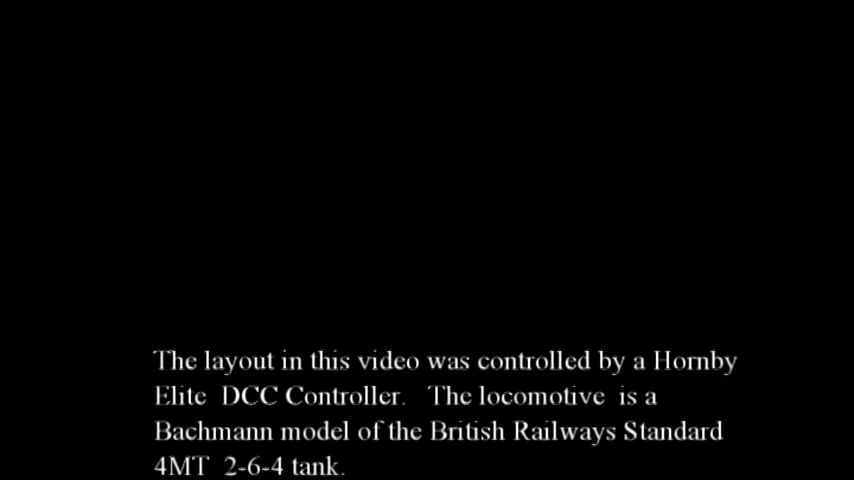 The layout in this video was controlled by a Hornby
Elite  DCC Controller.   The locomotive  is a
Bachmann model of the British Railways Standard
4MT  2-6-4 tank.